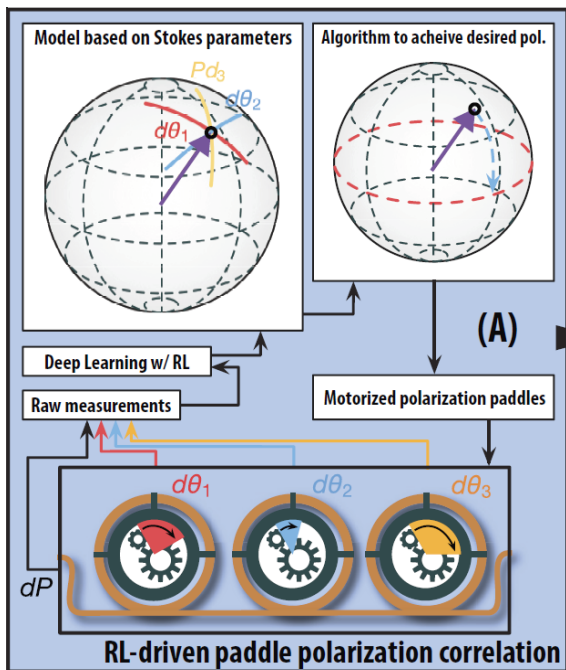 Model based on Stokes parameters
Pd₃
dθ₂
dθ₁
Algorithm to acheive desired pol.
(A)
Deep Learning w/ RL
Raw measurements
Motorized polarization paddles
dθ₁
dθ₂
dθ₃
dP
RL-driven paddle polarization correlation